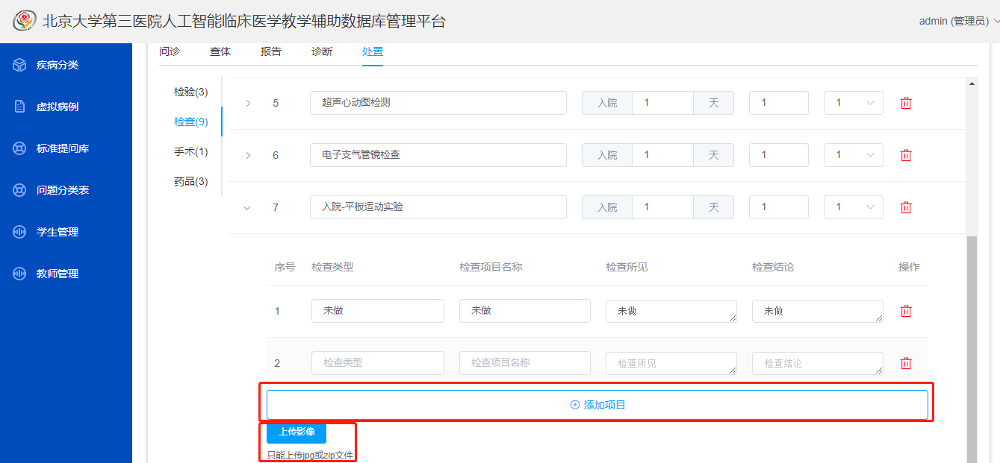 北京大学第三医院人工智能临床医学教学辅助数据库管理平台
admin (管理员)
疾病分类
虚拟病例
标准提问库
问题分类表
学生管理
教师管理
问诊 查体 报告 诊断 处置
检验(3)
检查(9)
手术(1)
药品(3)
5 超声心动图检测 入院 1 天 1 1
6 电子支气管镜检查 入院 1 天 1 1
7 入院-平板运动实验 入院 1 天 1 1
序号 检查类型 检查项目名称 检查所见 检查结论 操作
1 未做 未做 未做 未做
2 检查类型 检查项目名称 检查所见 检查结论
添加项目
上传影像
只能上传jpg或zip文件